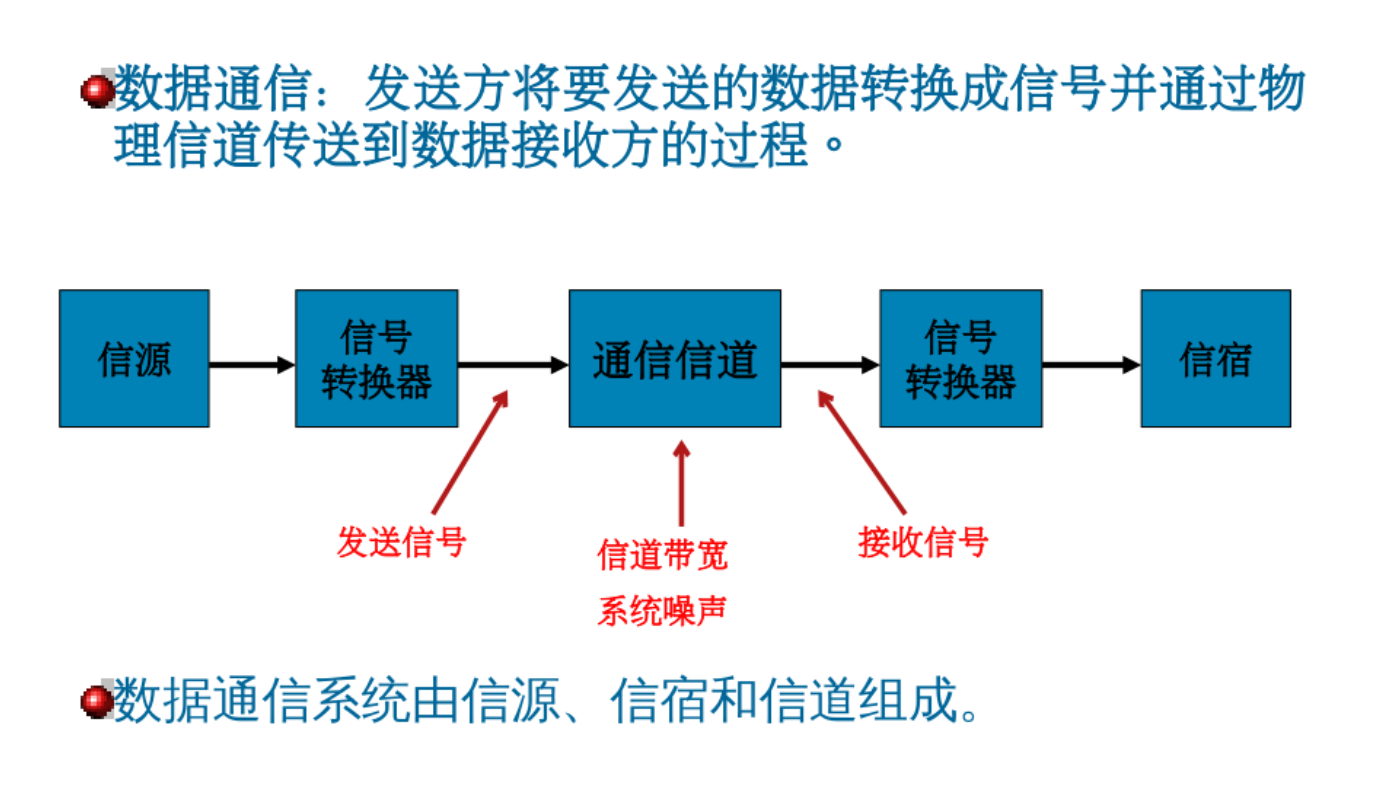 数据通信：发送方将要发送的数据转换成信号并通过物
理信道传送到数据接收方的过程。
信源
信号
转换器
通信信道
信号
转换器
信宿
发送信号
信道带宽
系统噪声
接收信号
数据通信系统由信源、信宿和信道组成。